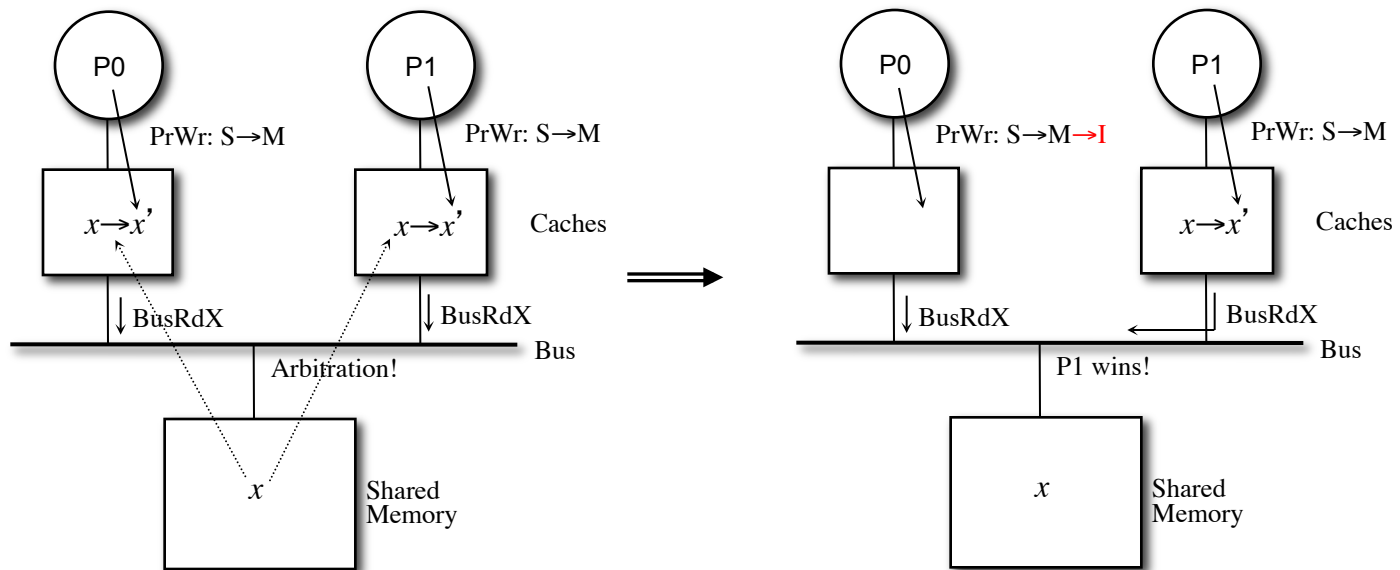 P0
P1
PrWr: S→M
PrWr: S→M
x→x’
x→x’
Caches
BusRdX
BusRdX
Bus
Arbitration!
x
Shared
Memory
P0
P1
PrWr: S→M→I
PrWr: S→M
x→x’
Caches
BusRdX
BusRdX
Bus
P1 wins!
x
Shared
Memory